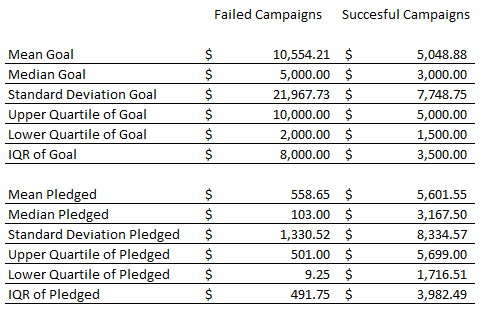 Failed Campaigns Succesful Campaigns
Mean Goal $ 10,554.21 $ 5,048.88
Median Goal $ 5,000.00 $ 3,000.00
Standard Deviation Goal $ 21,967.73 $ 7,748.75
Upper Quartile of Goal $ 10,000.00 $ 5,000.00
Lower Quartile of Goal $ 2,000.00 $ 1,500.00
IQR of Goal $ 8,000.00 $ 3,500.00
Mean Pledged $ 558.65 $ 5,601.55
Median Pledged $ 103.00 $ 3,167.50
Standard Deviation Pledged $ 1,330.52 $ 8,334.57
Upper Quartile of Pledged $ 501.00 $ 5,699.00
Lower Quartile of Pledged $ 9.25 $ 1,716.51
IQR of Pledged $ 491.75 $ 3,982.49